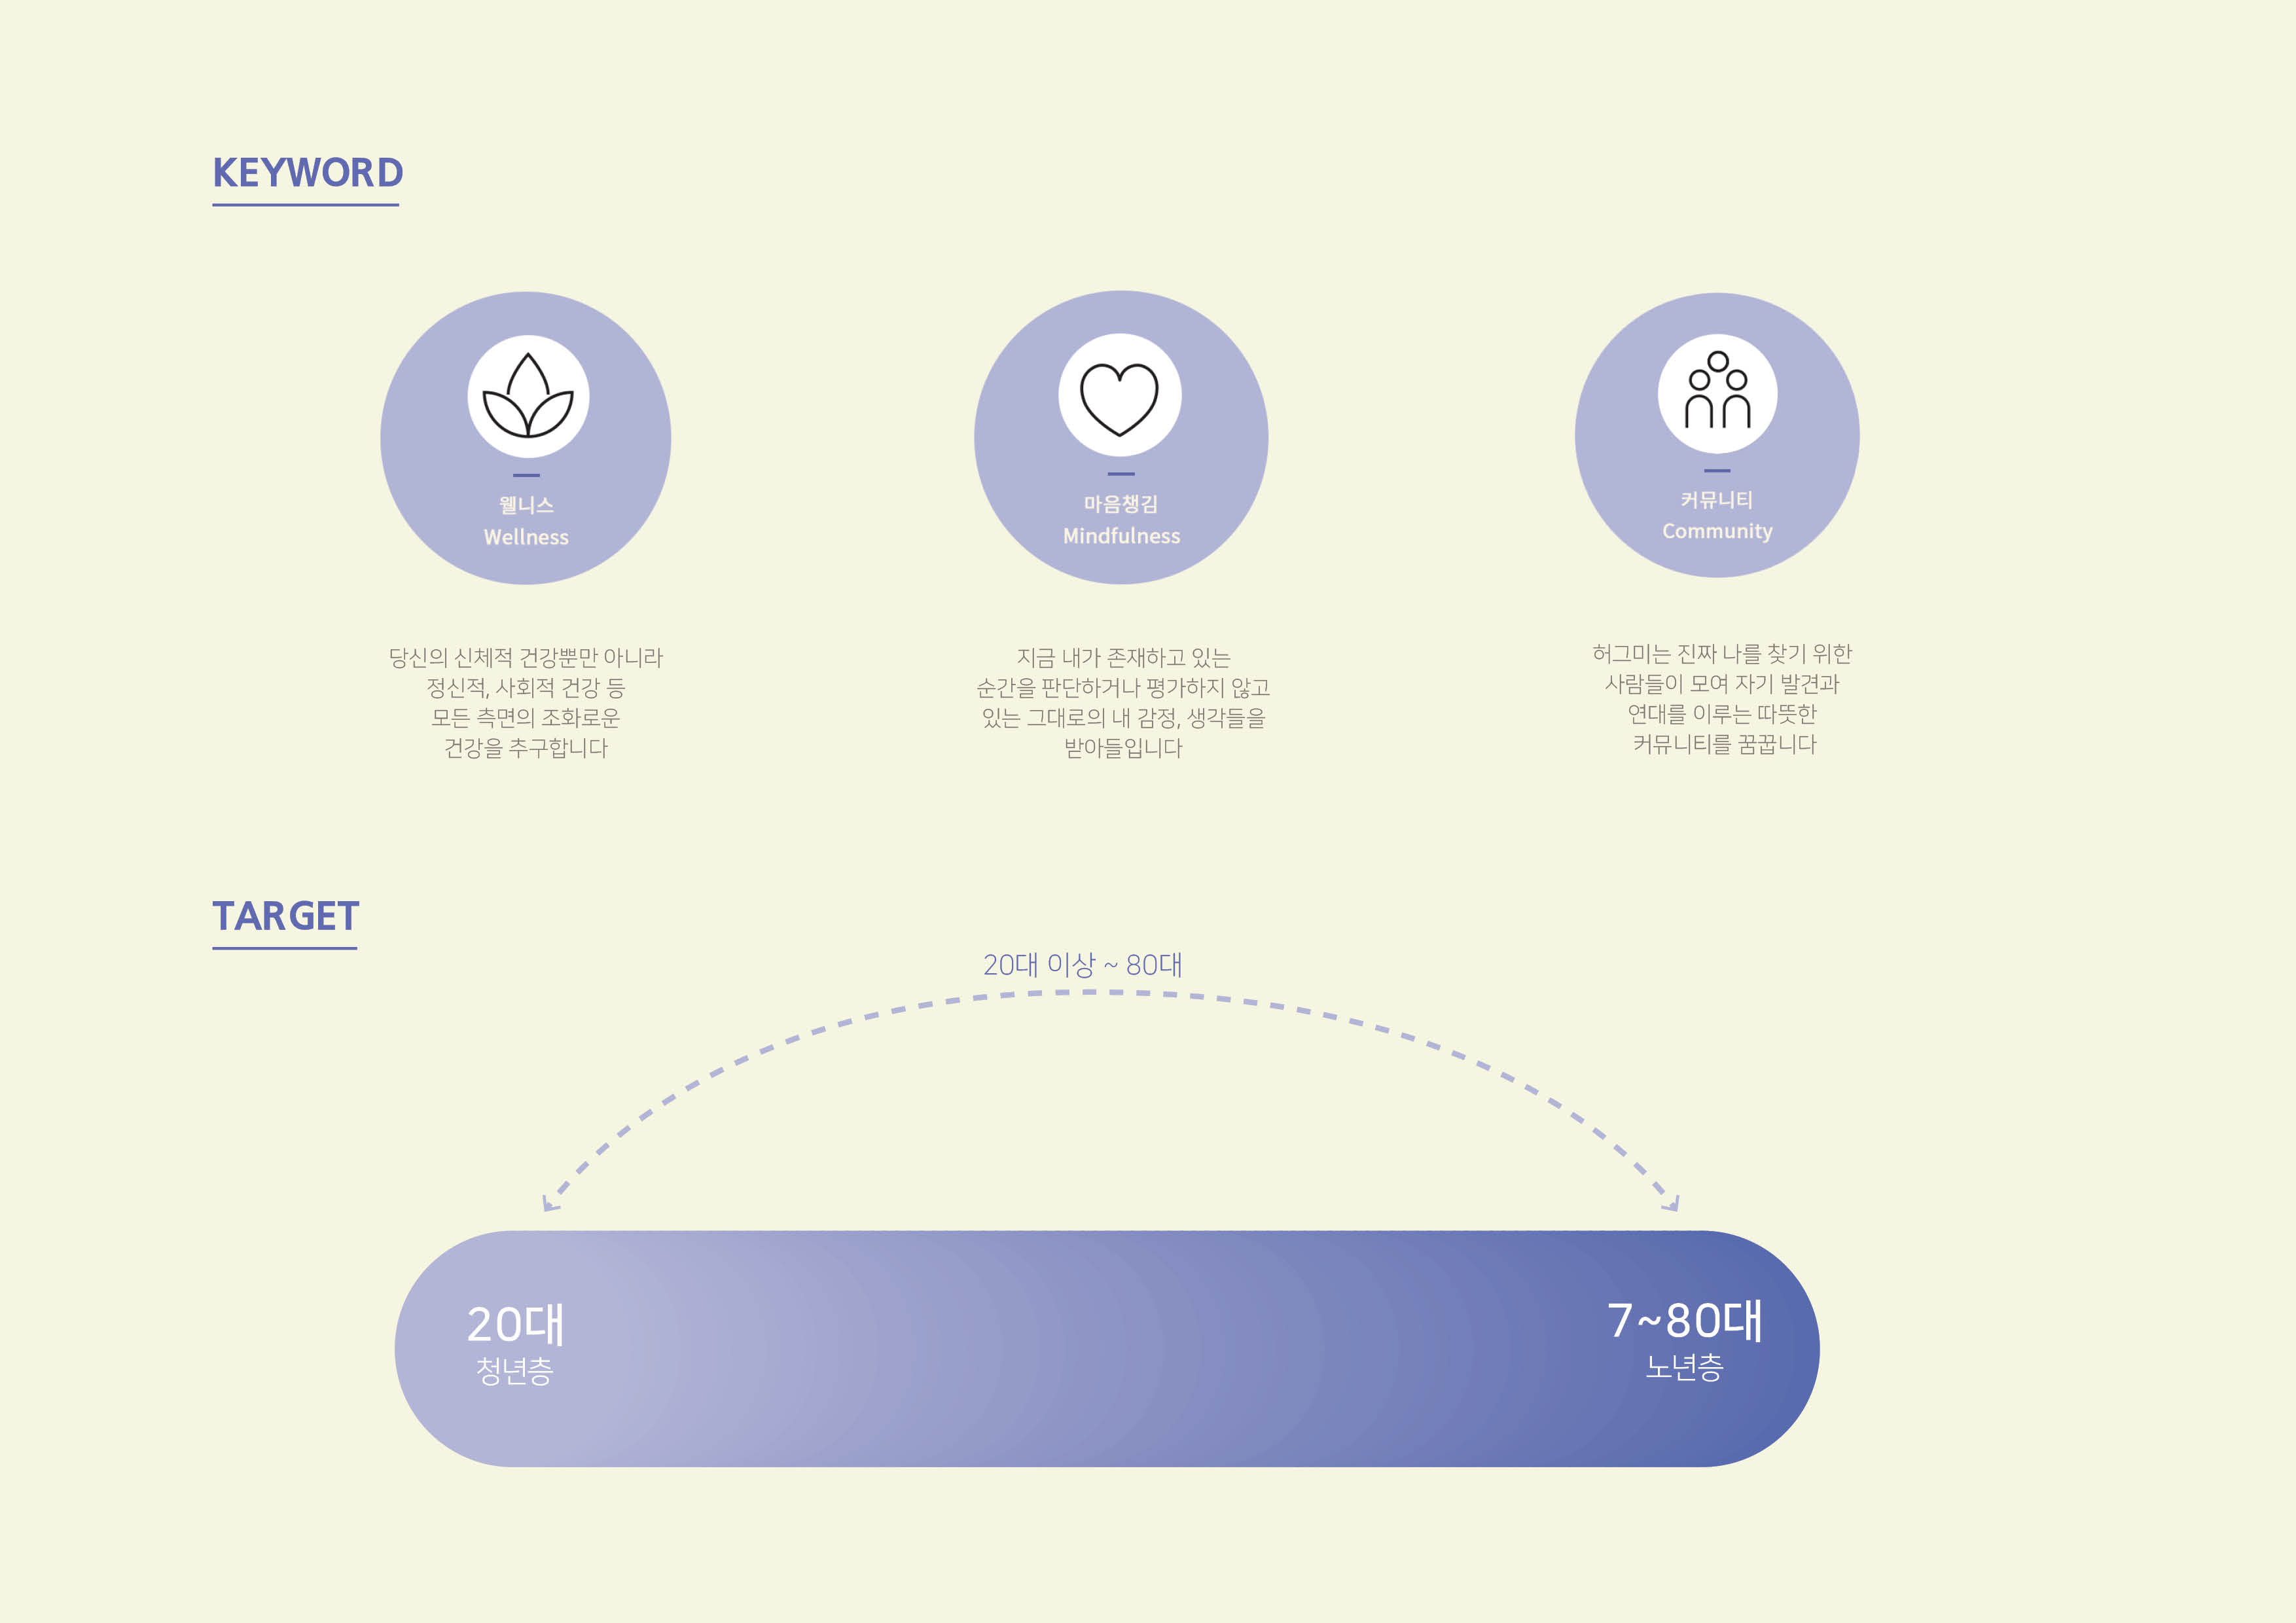 KEYWORD
웰니스
Wellness
당신의 신체적 건강뿐만 아니라
정신적, 사회적 건강 등
모든 측면의 조화로운
건강을 추구합니다
마음챙김
Mindfulness
지금 내가 존재하고 있는
순간을 판단하거나 평가하지 않고
있는 그대로의 내 감정, 생각들을
받아들입니다
커뮤니티
Community
허그미는 진짜 나를 찾기 위한
사람들이 모여 자기 발견과
연대를 이루는 따뜻한
커뮤니티를 꿈꿉니다
TARGET
20대 이상 ~ 80대
20대
청년층
7~80대
노년층